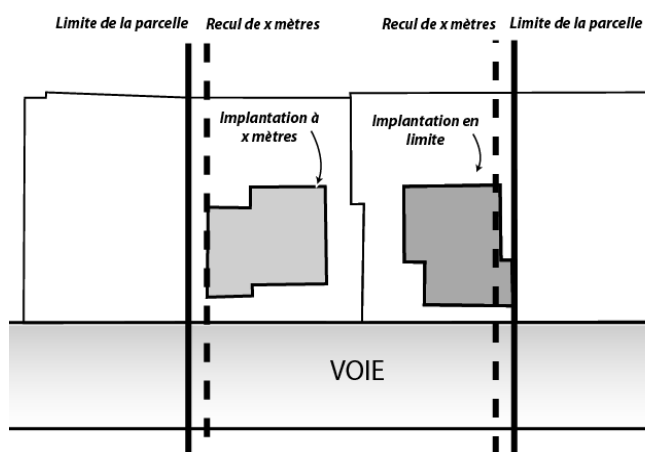 Limite de la parcelle Recul de x mètres Recul de x mètres Limite de la parcelle
Implantation à
x mètres
Implantation en
limite
VOIE